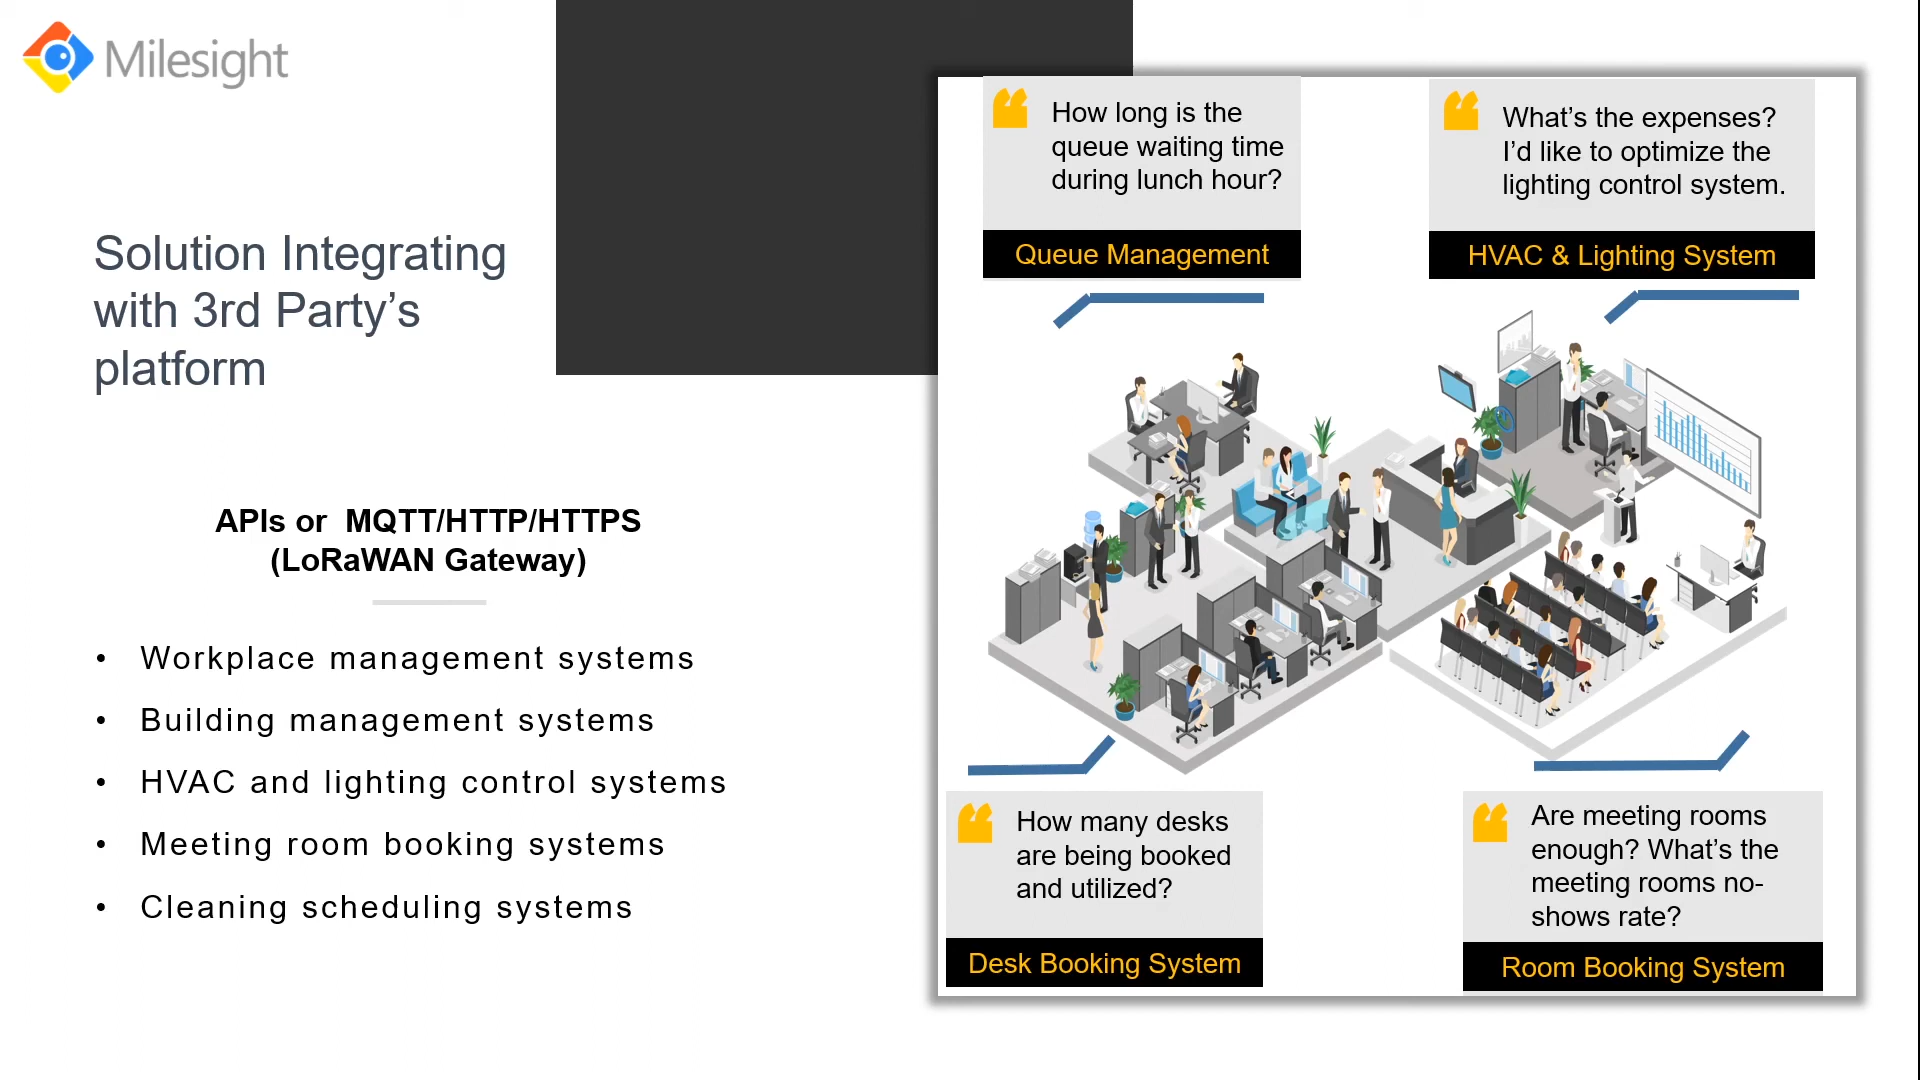 Milesight
Solution Integrating
with 3rd Party’s
platform
APIs or  MQTT/HTTP/HTTPS
(LoRaWAN Gateway)
• Workplace management systems
• Building management systems
• HVAC and lighting control systems
• Meeting room booking systems
• Cleaning scheduling systems
❝ How long is the
queue waiting time
during lunch hour?
Queue Management
❝ What’s the expenses?
I’d like to optimize the
lighting control system.
HVAC & Lighting System
❝ How many desks
are being booked
and utilized?
Desk Booking System
❝ Are meeting rooms
enough? What’s the
meeting rooms no-
shows rate?
Room Booking System